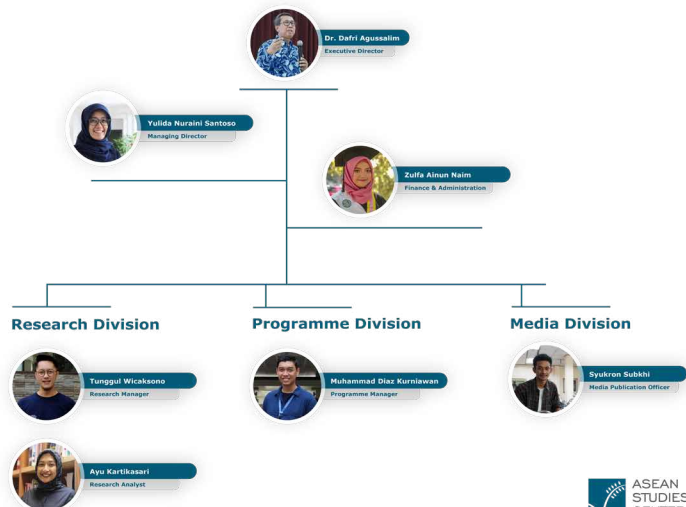 Dr. Dafri Agussalim
Executive Director
Yulida Nuraini Santoso
Managing Director
Zulfa Ainun Naim
Finance & Administration
Research Division
Programme Division
Media Division
Tunggul Wicaksono
Research Manager
Muhammad Diaz Kurniawan
Programme Manager
Syukron Subkhi
Media Publication Officer
Ayu Kartikasari
Research Analyst
ASEAN
STUDIES